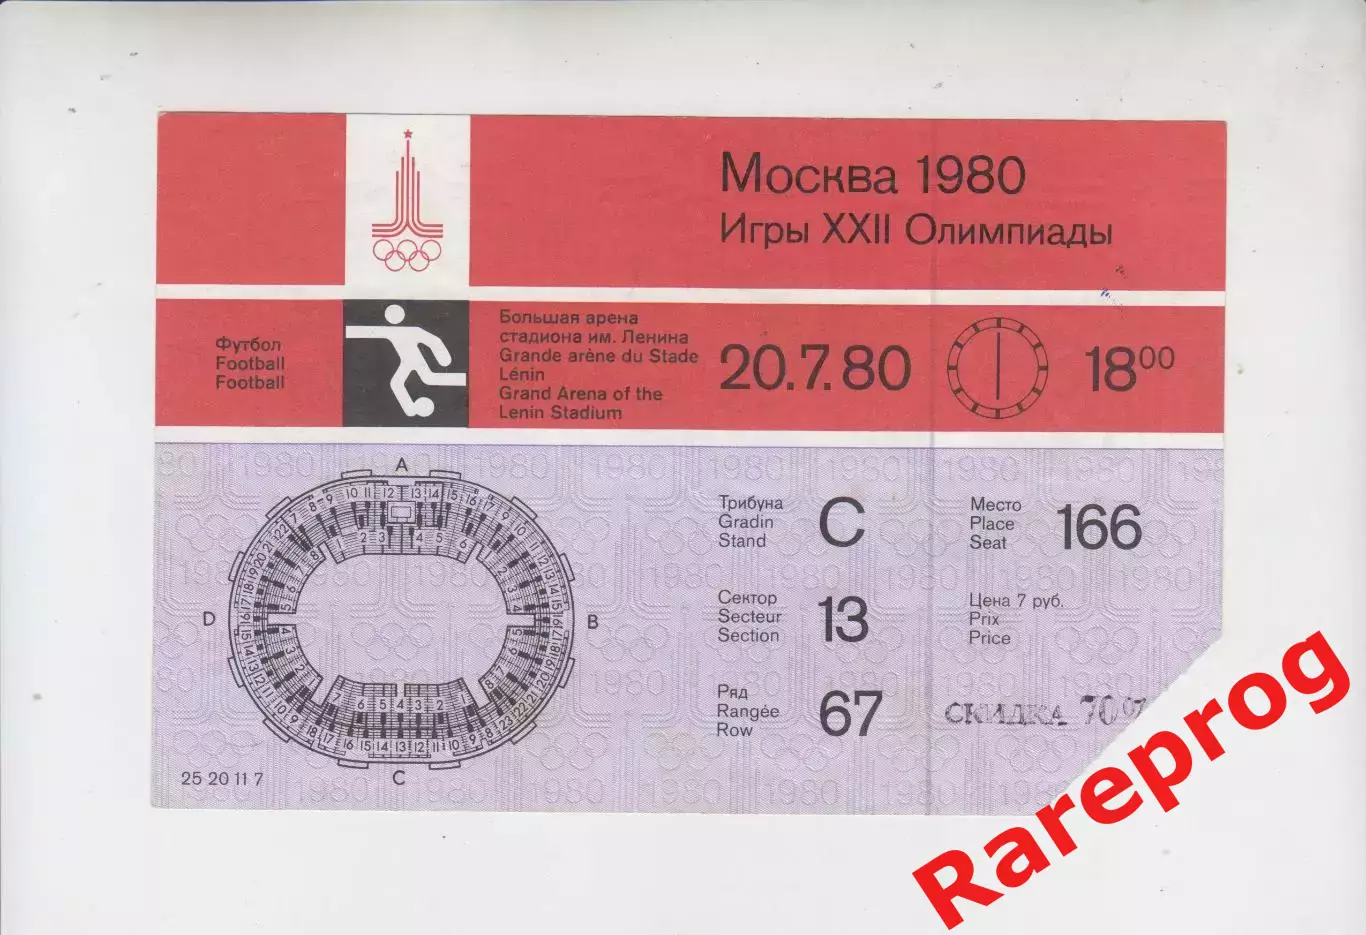 Москва 1980
Игры XXII Олимпиады
Футбол
Football
Football
Большая арена
стадиона им. Ленина
Grande arène du Stade
Lénin
Grand Arena of the
Lenin Stadium
20.7.80
18⁰⁰
A
B
C
D
25 20 11 7
Трибуна
Gradin
Stand
C
Место
Place
Seat
166
Сектор
Secteur
Section
13
Цена 7 руб.
Prix
Price
Ряд
Rangée
Row
67
СКИДКА 70
Rareprog